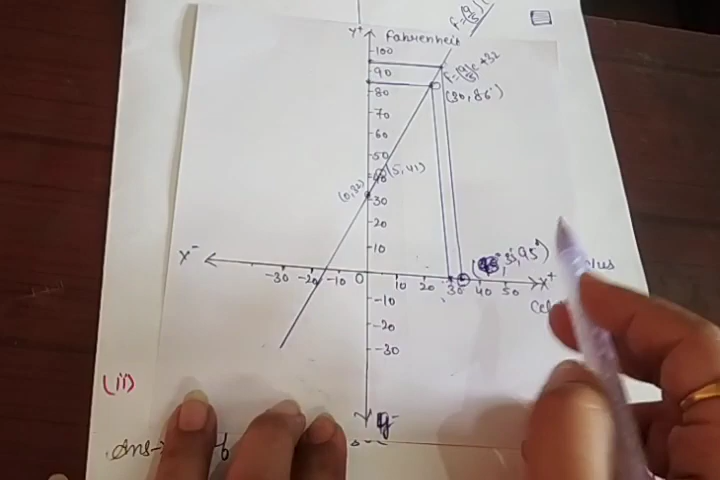 Y+ Fahrenheit
100
90
80
70
60
50
40
30
20
10
F=(9/5)c+32
(30,86)
(5,41)
(0,32)
(35,95)
X-
-30 -20 -10 0 10 20 30 40 50 X+
-10
-20
-30
y-
(ii)
Ans→